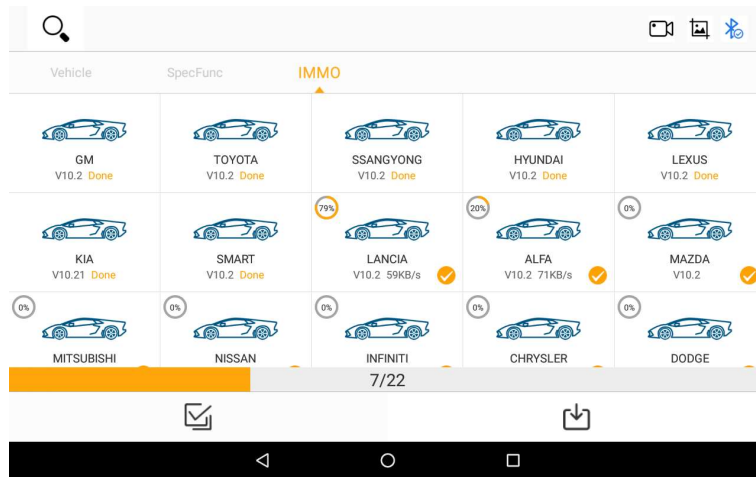 Vehicle SpecFunc IMMO
GM TOYOTA SSANGYONG HYUNDAI LEXUS
V10.2 Done V10.2 Done V10.2 Done V10.2 Done V10.2 Done
79% 20% 0%
KIA SMART LANCIA ALFA MAZDA
V10.21 Done V10.2 Done V10.2 59KB/s V10.2 71KB/s V10.2
0% 0% 0% 0% 0%
MITSUBISHI NISSAN INFINITI CHRYSLER DODGE
7/22